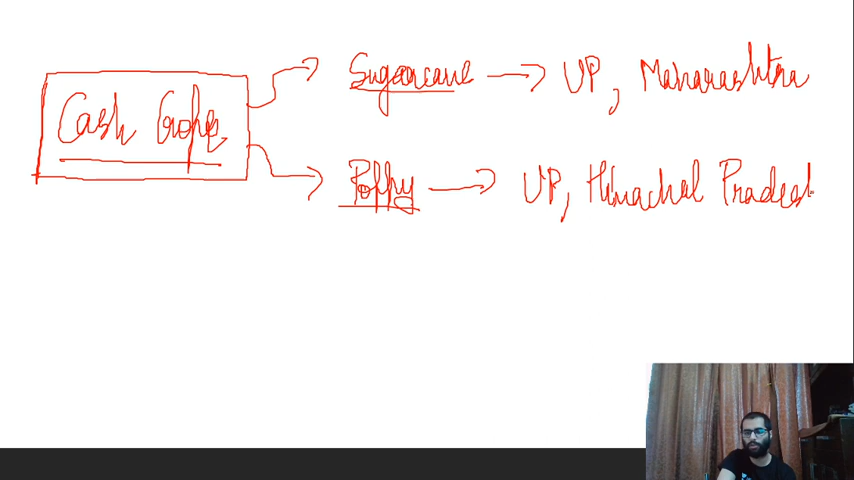 Cash Crops
Sugarcane → UP, Maharashtra
Poppy → UP, Himachal Pradesh